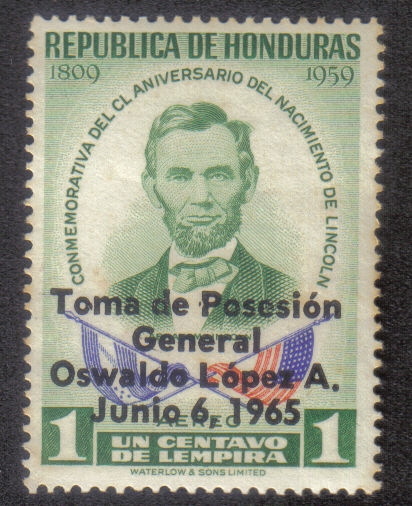 REPUBLICA DE HONDURAS
1809 1959
CONMEMORATIVA DEL CL ANIVERSARIO DEL NACIMIENTO DE LINCOLN
Toma de Posesión
General
Oswaldo López A.
Junio 6, 1965
AEREO
1 UN CENTAVO 1
DE LEMPIRA
WATERLOW & SONS LIMITED